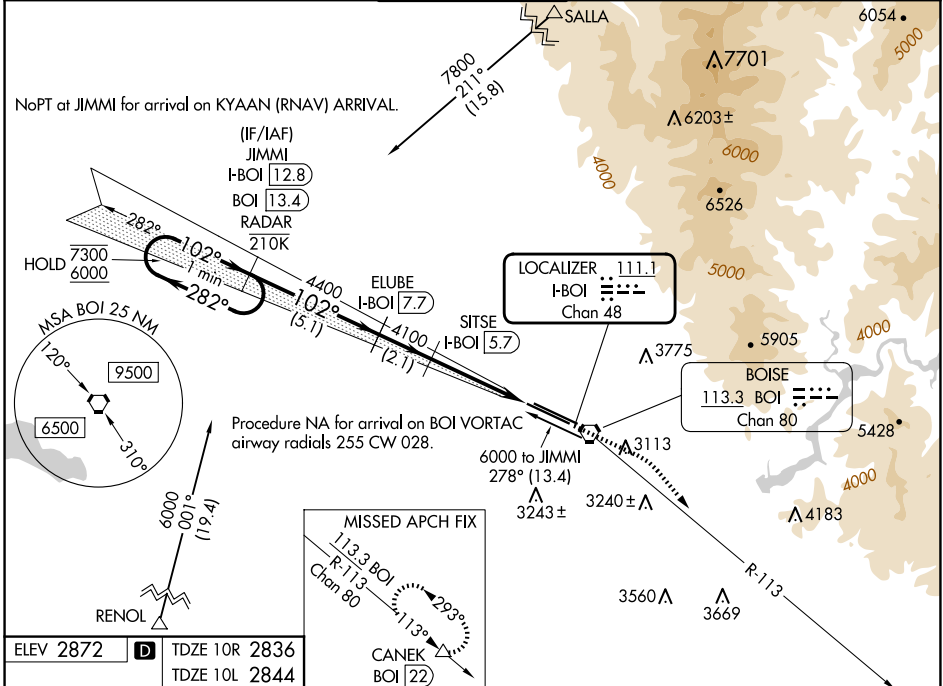 SALLA
6054
5000
7701
7800
211°
(15.8)
NoPT at JIMMI for arrival on KYAAN (RNAV) ARRIVAL.
6203±
(IF/IAF)
JIMMI
I-BOI 12.8
BOI 13.4
RADAR
210K
4000
6000
6526
282°
102°
1 min
282°
HOLD 7300
6000
4400
102°
(5.1)
ELUBE
I-BOI 7.7
4100
(2.1)
SITSE
I-BOI 5.7
LOCALIZER 111.1
I-BOI
Chan 48
5000
5905
4000
3775
MSA BOI 25 NM
120°
9500
6500
310°
BOISE
113.3 BOI
Chan 80
5428
Procedure NA for arrival on BOI VORTAC
airway radials 255 CW 028.
6000 to JIMMI
278° (13.4)
3113
3243±
3240±
4000
4183
6000
001°
(19.4)
RENOL
MISSED APCH FIX
113.3 BOI
R-113
Chan 80
293°
113°
CANEK
BOI 22
R-113
3560
3669
ELEV 2872
D
TDZE 10R 2836
TDZE 10L 2844